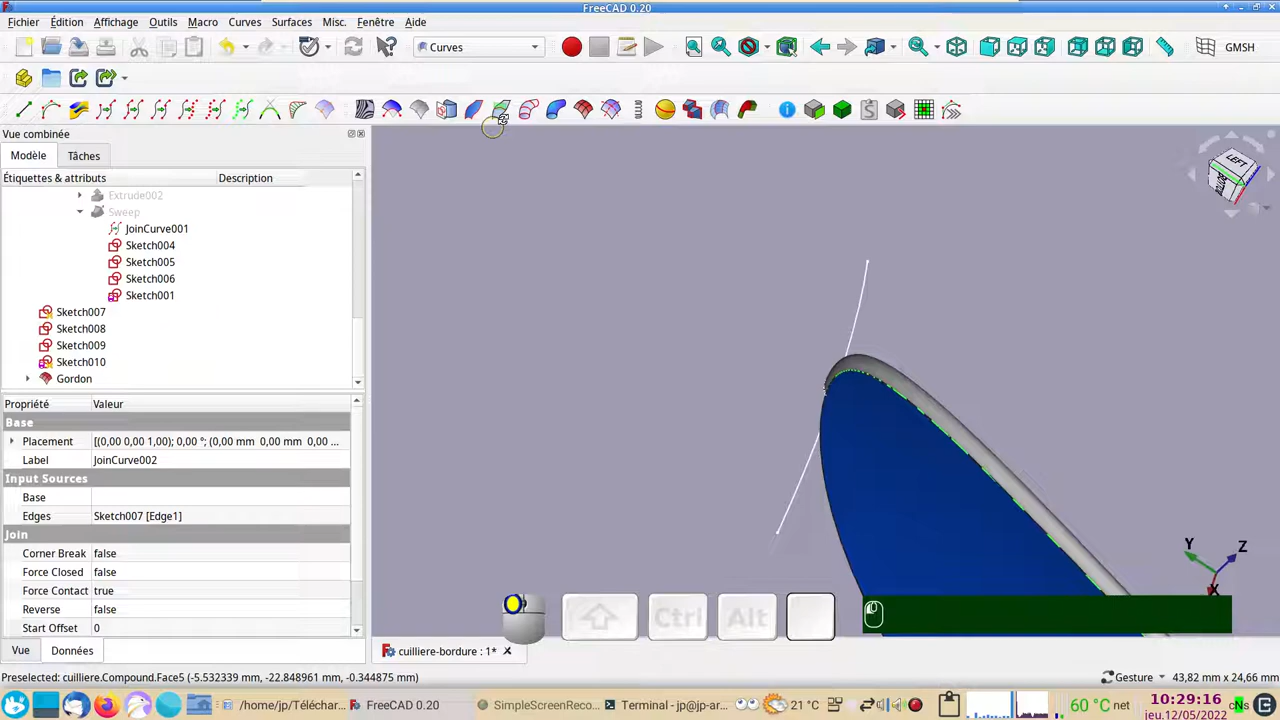 FreeCAD 0.20
Fichier Édition Affichage Outils Macro Curves Surfaces Misc. Fenêtre Aide
Curves GMSH
Vue combinée
LEFT
Modèle Tâches
Étiquettes & attributs Description
Extrude002
Sweep
JoinCurve001
Sketch004
Sketch005
Sketch006
Sketch001
Sketch007
Sketch008
Sketch009
Sketch010
Gordon
Propriété Valeur
Base
Placement [(0,00 0,00 1,00); 0,00 °; (0,00 mm 0,00 mm 0,00 ...
Label JoinCurve002
Input Sources
Base
Edges Sketch007 [Edge1]
Join
Corner Break false
Force Closed false
Force Contact true
Reverse false
Start Offset 0
Y Z
X
Ctrl Alt
Vue Données
cuilliere-bordure : 1*
Preselected: cuilliere.Compound.Face5 (-5.532339 mm, -22.848961 mm, -0.344875 mm) Gesture 43,82 mm x 24,66 mm
/home/jp/Téléchar... FreeCAD 0.20 SimpleScreenReco... Terminal - jp@jp-ar... 21 °C 60 °C net 10:29:16
jeu.12/05/2022